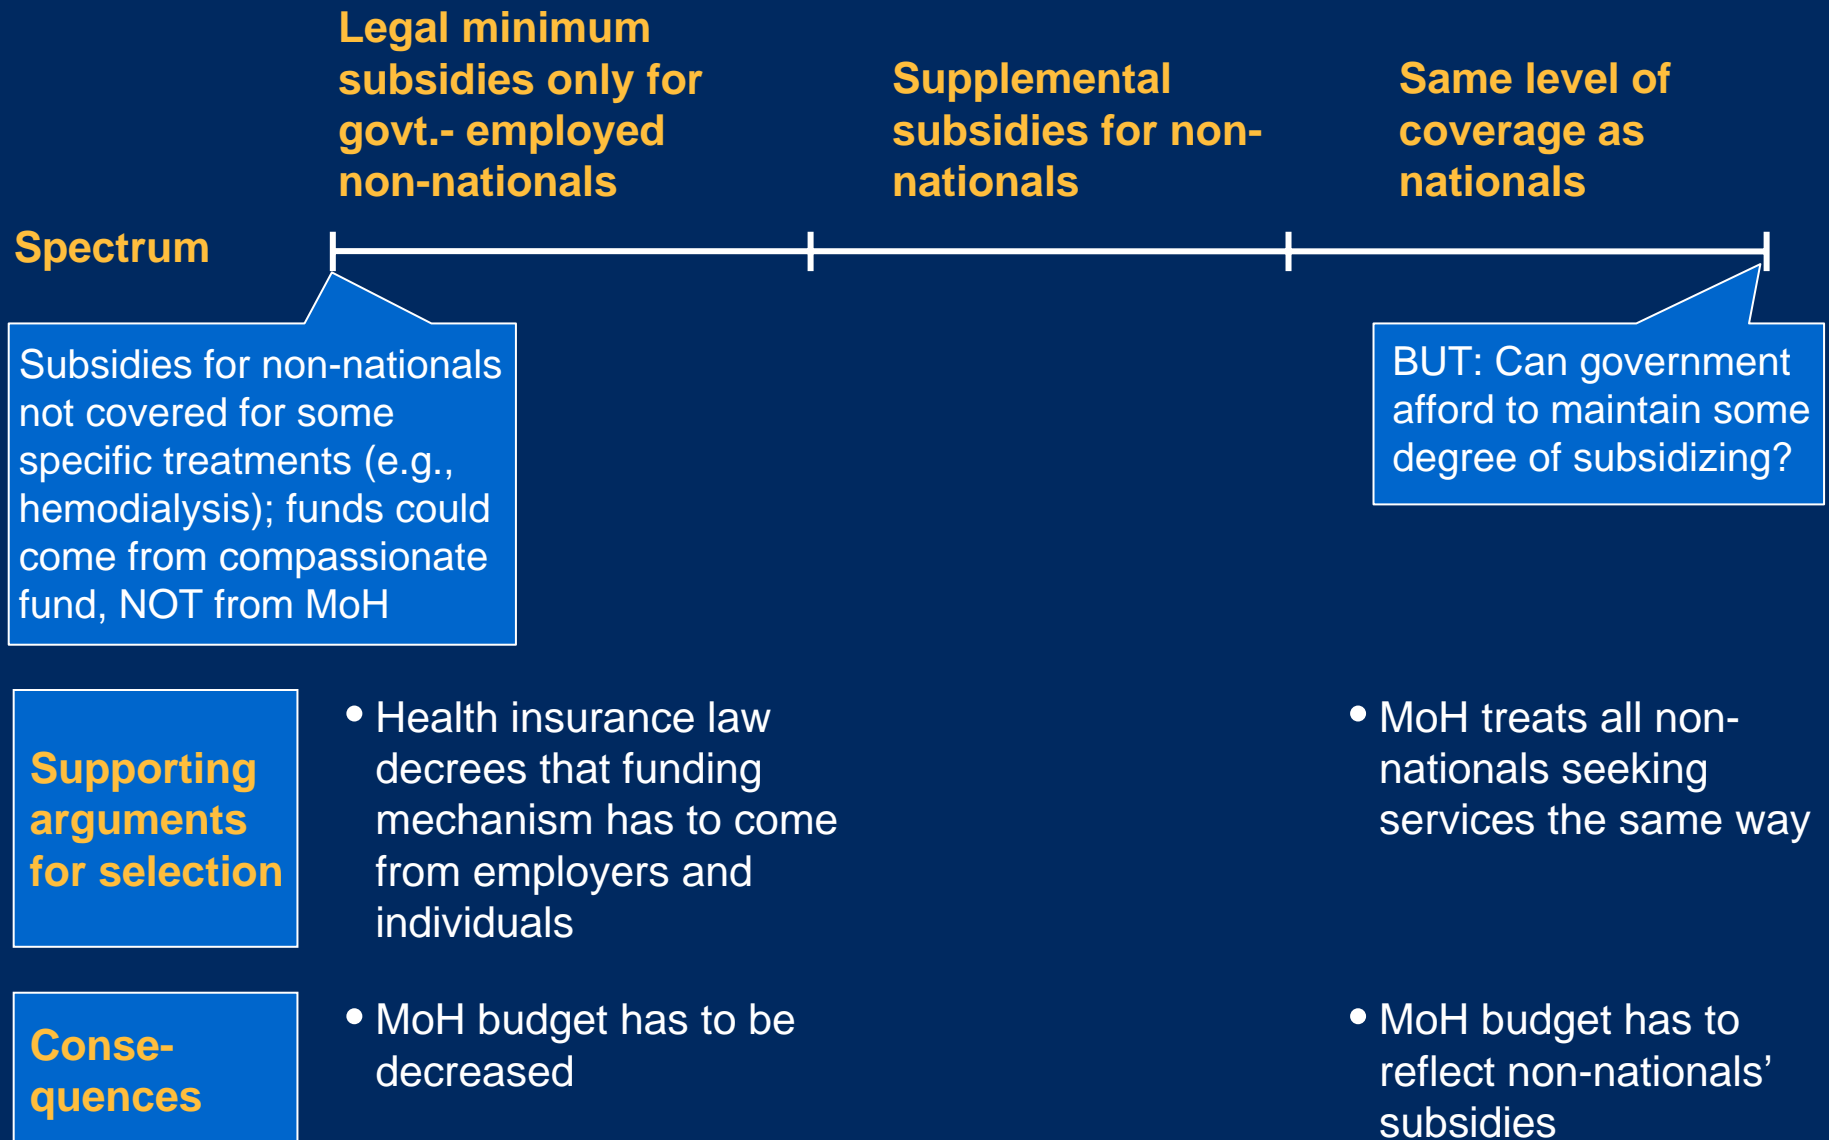 Legal minimum
subsidies only for
govt.- employed
non-nationals
Supplemental
subsidies for non-
nationals
Same level of
coverage as
nationals
Spectrum
Subsidies for non-nationals
not covered for some
specific treatments (e.g.,
hemodialysis); funds could
come from compassionate
fund, NOT from MoH
BUT: Can government
afford to maintain some
degree of subsidizing?
Supporting
arguments
for selection
• Health insurance law
decrees that funding
mechanism has to come
from employers and
individuals
• MoH treats all non-
nationals seeking
services the same way
Conse-
quences
• MoH budget has to be
decreased
• MoH budget has to
reflect non-nationals’
subsidies